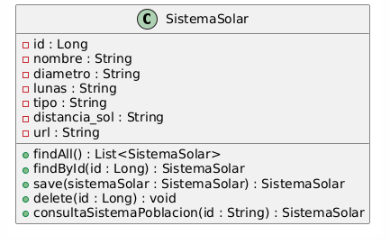 C SistemaSolar
id : Long
nombre : String
diametro : String
lunas : String
tipo : String
distancia_sol : String
url : String
findAll() : List<SistemaSolar>
findById(id : Long) : SistemaSolar
save(sistemaSolar : SistemaSolar) : SistemaSolar
delete(id : Long) : void
consultaSistemaPoblacion(id : String) : SistemaSolar